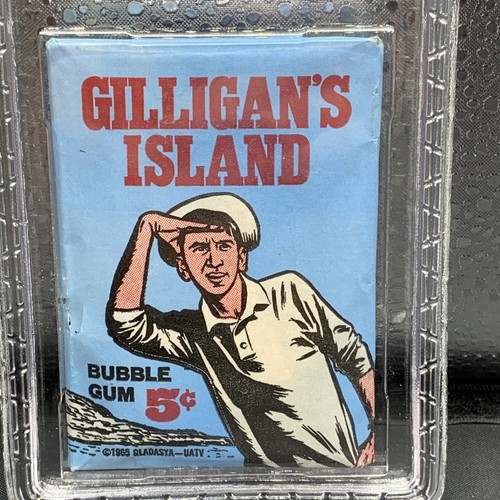 GILLIGAN'S
ISLAND
BUBBLE
GUM 5¢
©1965 GLADASYA—UATV